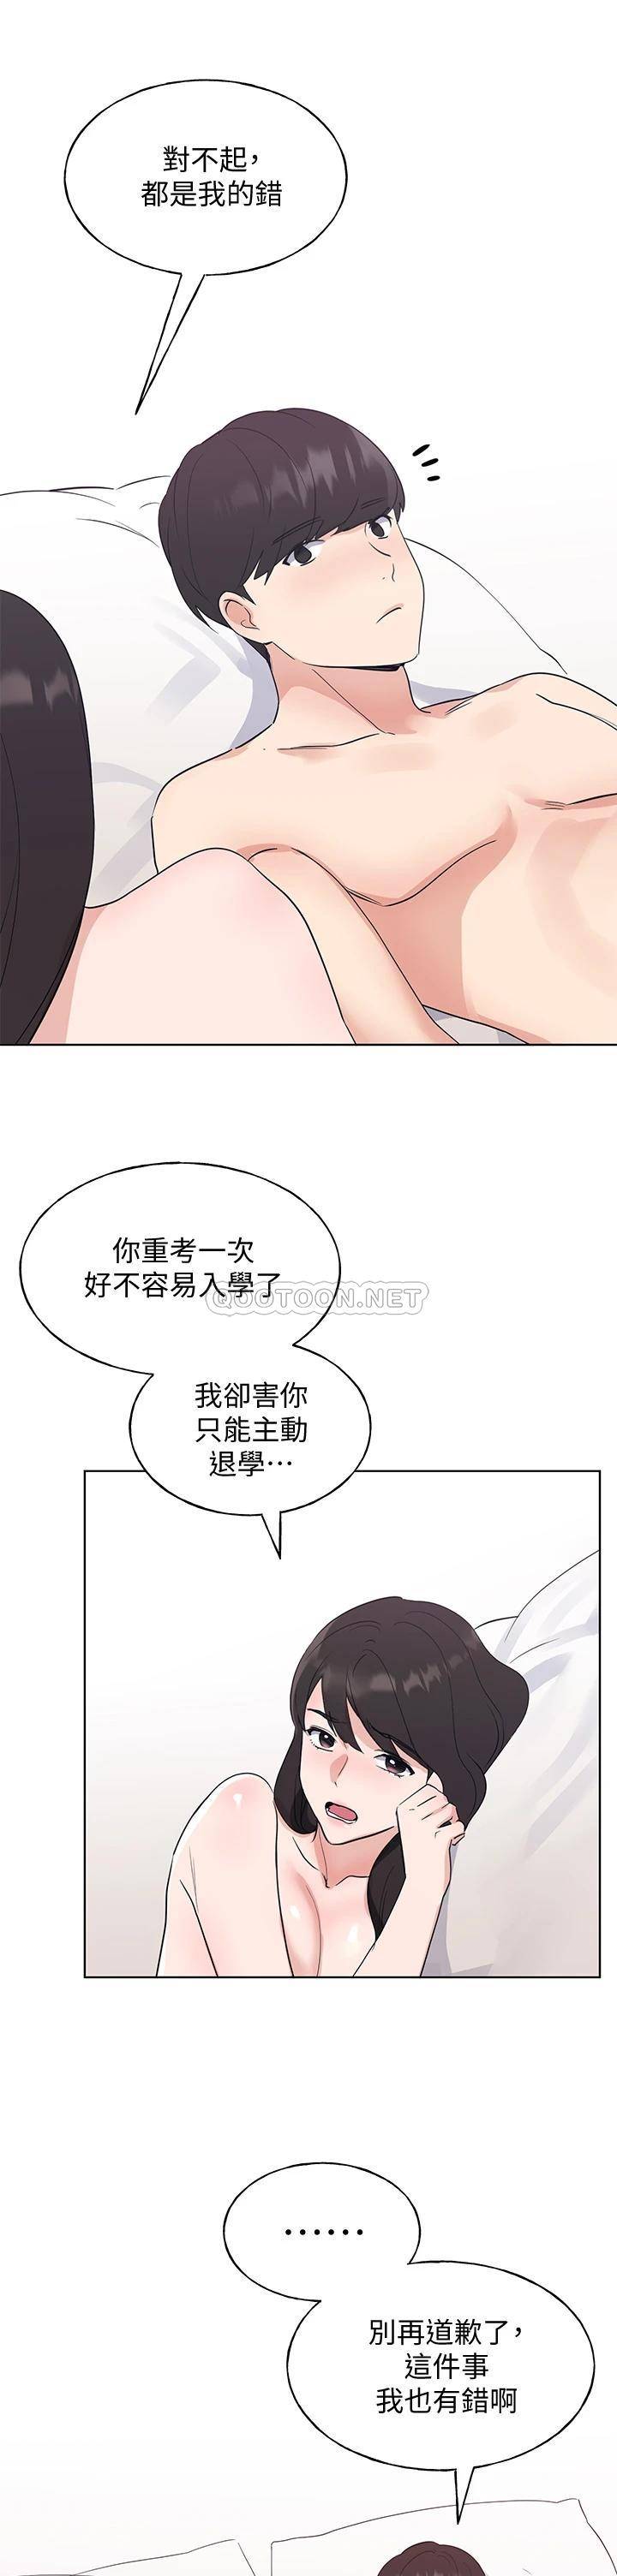 對不起,
都是我的錯
你重考一次
好不容易入學了
QOOTOON.NET
我卻害你
只能主動
退學⋯
⋯⋯
別再道歉了,
這件事
我也有錯啊